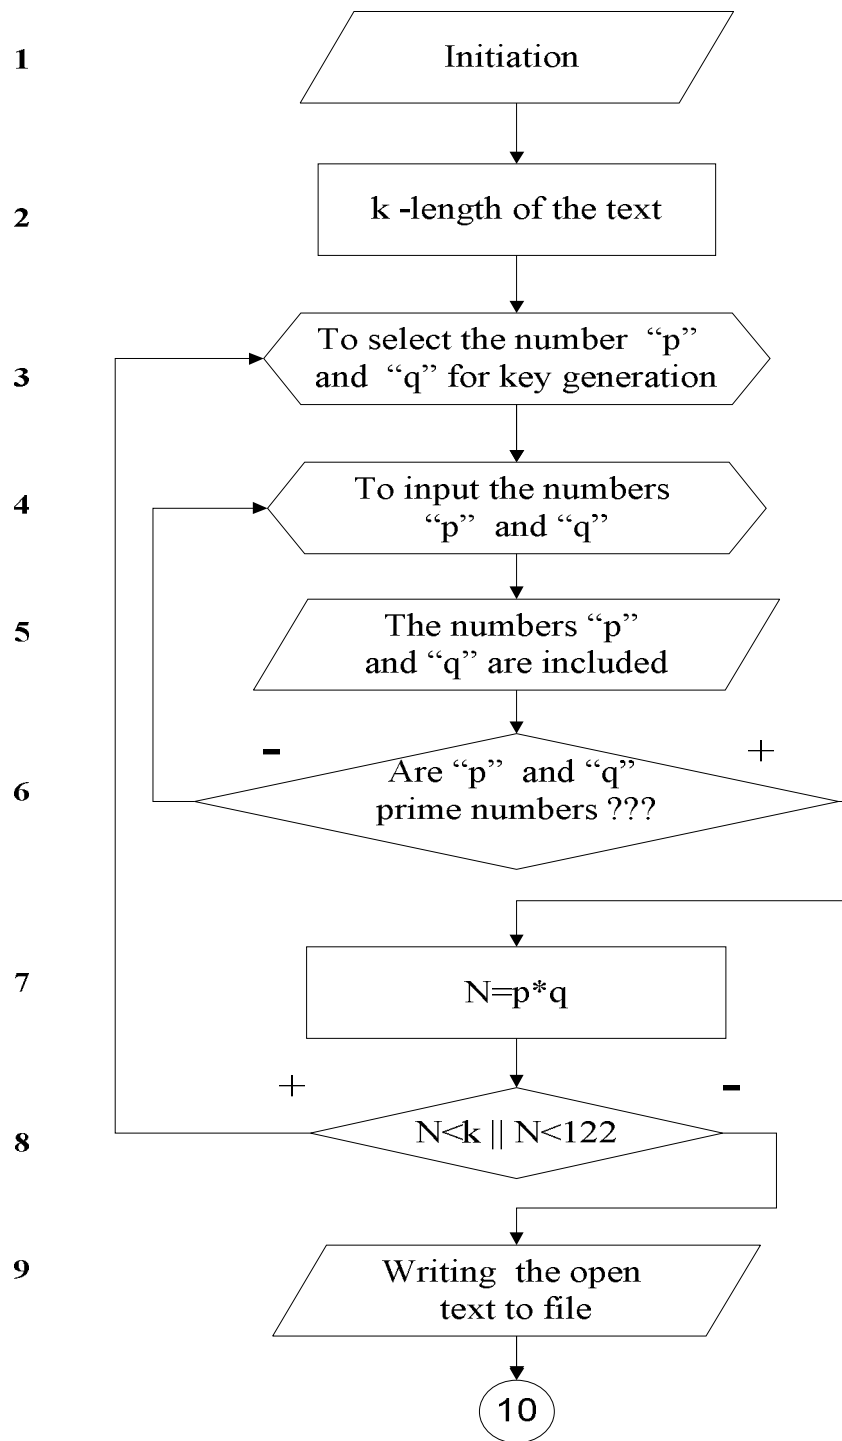 1
Initiation
2
k -length of the text
To select the number “p”
and “q” for key generation
3
4
To input the numbers
“p” and “q”
5
The numbers “p”
and “q” are included
- +
6
Are “p” and “q”
prime numbers ???
7
N=p*q
+ -
8
N<k || N<122
9
Writing the open
text to file
10